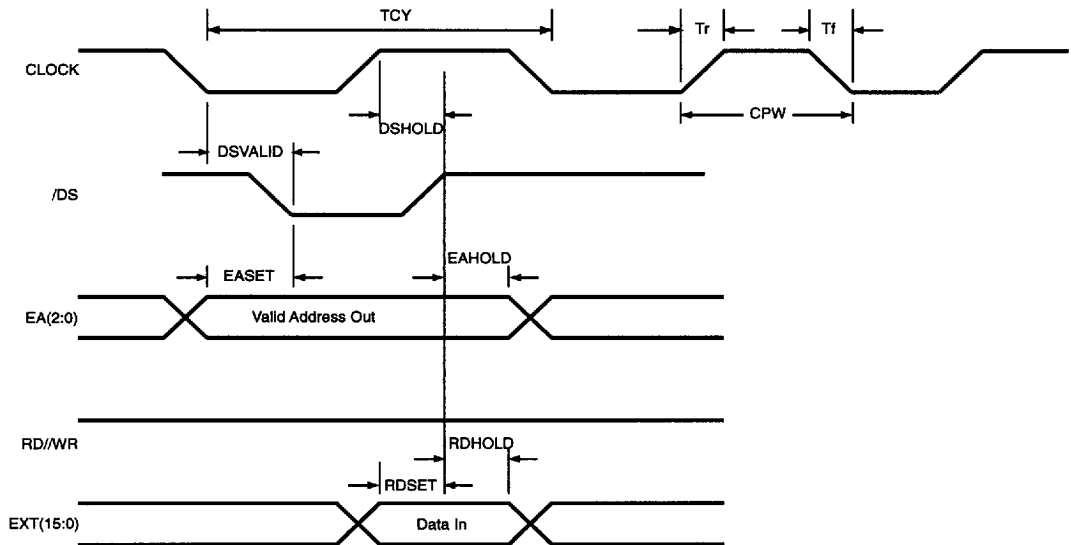 TCY
Tr
Tf
CLOCK
CPW
DSHOLD
DSVALID
/DS
EASET
EAHOLD
EA(2:0)
Valid Address Out
RD//WR
RDHOLD
RDSET
EXT(15:0)
Data In